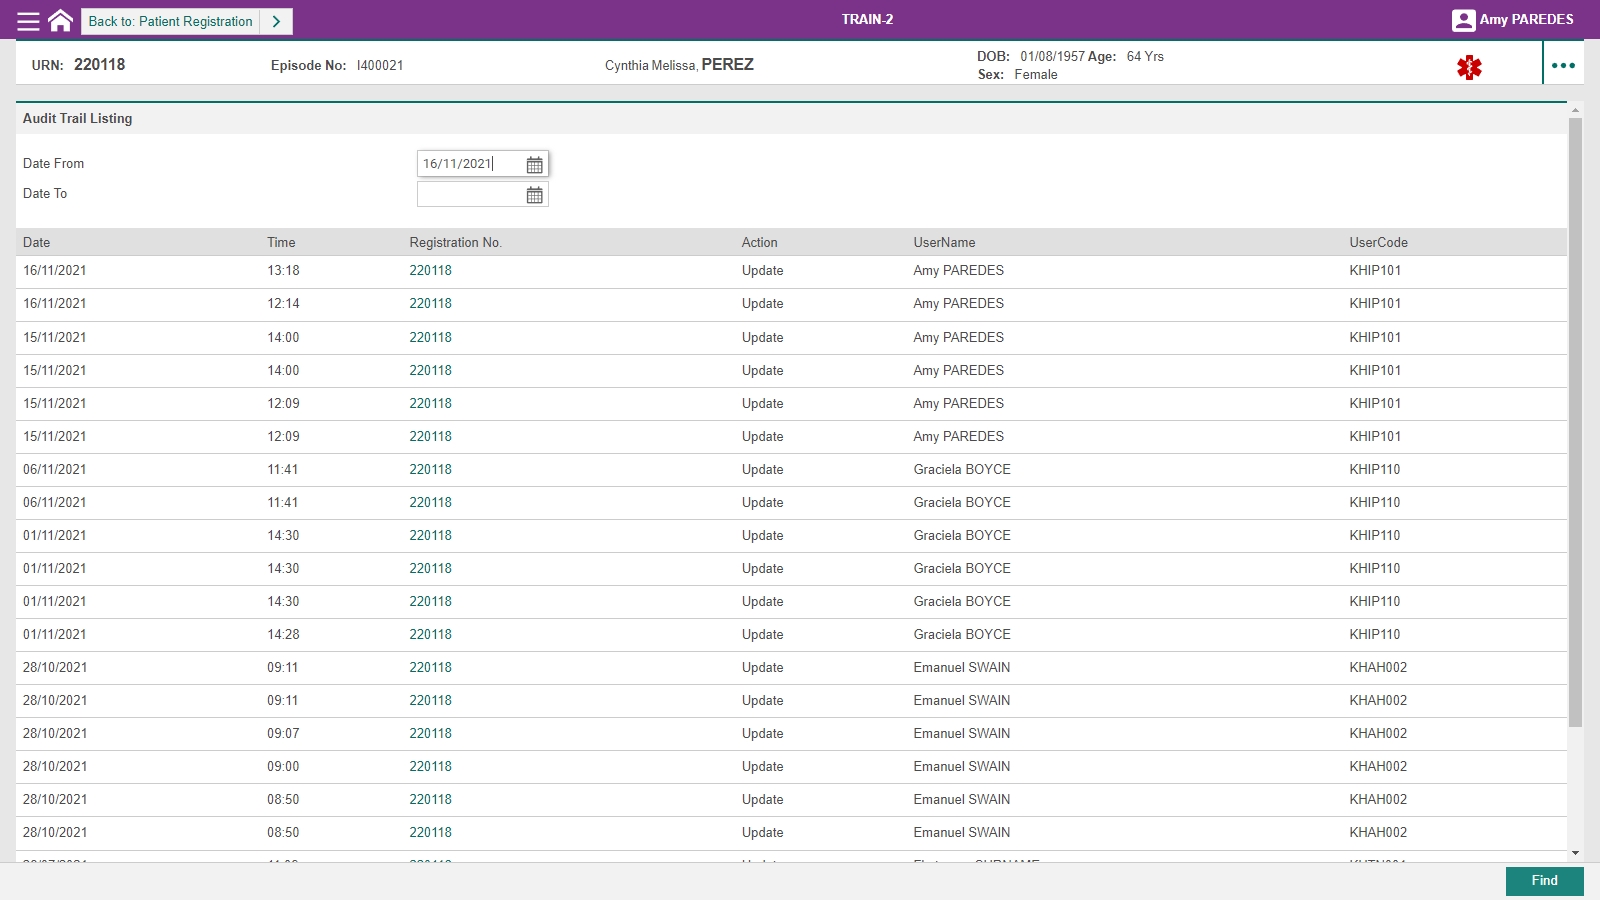 Back to: Patient Registration
TRAIN-2
Amy PAREDES
URN: 220118 Episode No: I400021 Cynthia Melissa, PEREZ DOB: 01/08/1957 Age: 64 Yrs
Sex: Female
Audit Trail Listing
Date From 16/11/2021
Date To
Date Time Registration No. Action UserName UserCode
16/11/2021 13:18 220118 Update Amy PAREDES KHIP101
16/11/2021 12:14 220118 Update Amy PAREDES KHIP101
15/11/2021 14:00 220118 Update Amy PAREDES KHIP101
15/11/2021 14:00 220118 Update Amy PAREDES KHIP101
15/11/2021 12:09 220118 Update Amy PAREDES KHIP101
15/11/2021 12:09 220118 Update Amy PAREDES KHIP101
06/11/2021 11:41 220118 Update Graciela BOYCE KHIP110
06/11/2021 11:41 220118 Update Graciela BOYCE KHIP110
01/11/2021 14:30 220118 Update Graciela BOYCE KHIP110
01/11/2021 14:30 220118 Update Graciela BOYCE KHIP110
01/11/2021 14:30 220118 Update Graciela BOYCE KHIP110
01/11/2021 14:28 220118 Update Graciela BOYCE KHIP110
28/10/2021 09:11 220118 Update Emanuel SWAIN KHAH002
28/10/2021 09:11 220118 Update Emanuel SWAIN KHAH002
28/10/2021 09:07 220118 Update Emanuel SWAIN KHAH002
28/10/2021 09:00 220118 Update Emanuel SWAIN KHAH002
28/10/2021 08:50 220118 Update Emanuel SWAIN KHAH002
28/10/2021 08:50 220118 Update Emanuel SWAIN KHAH002
Find